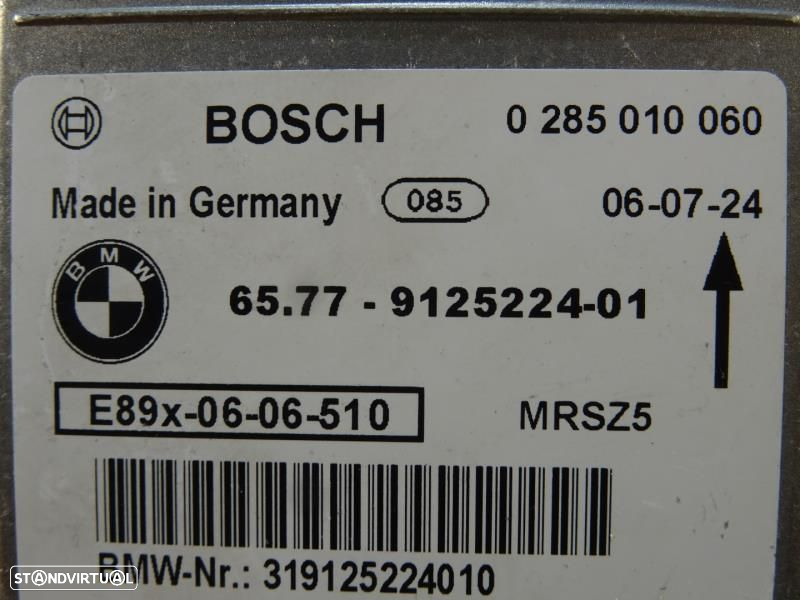 BOSCH 0 285 010 060
Made in Germany 085 06-07-24
BMW
65.77 - 9125224-01
E89x-06-06-510 MRSZ5
BMW-Nr.: 319125224010
STANDVIRTUAL